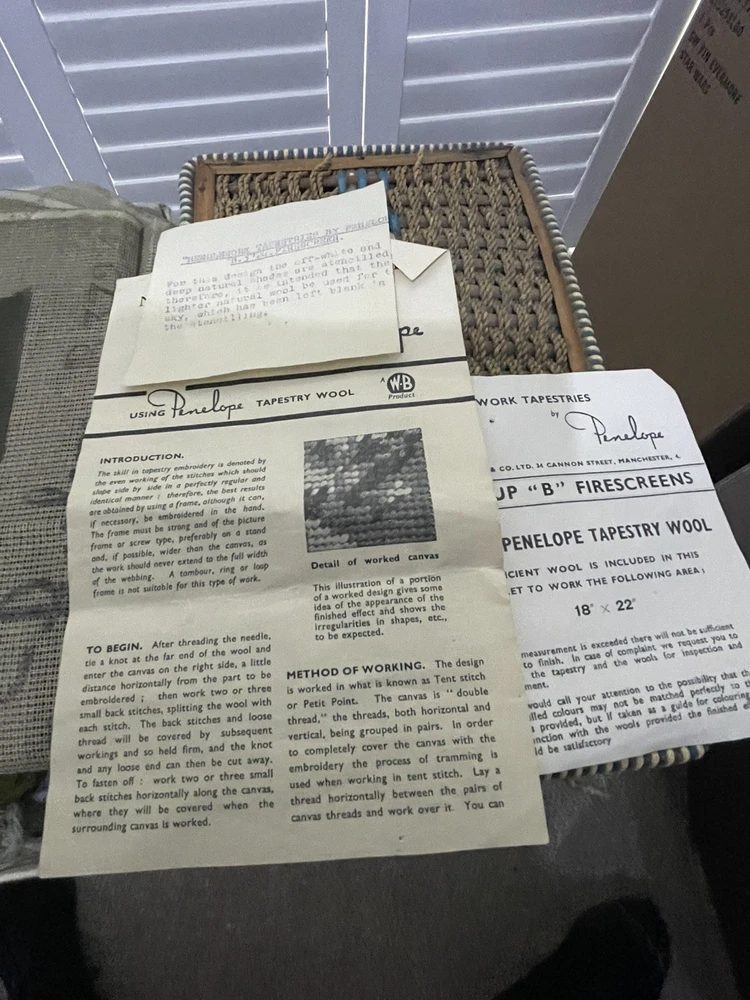 "NEEDLEWORK TAPESTRIES BY PENELOPE
FIRESCREEN.
For this design the off-white and
deep natural shades are stencilled
therefore, it is intended that the
lighter natural wool be used for
sky, which has been left blank in
the stencilling.
pe
USING Penelope TAPESTRY WOOL
A W·B Product
INTRODUCTION.
The skill in tapestry embroidery is denoted by
the even working of the stitches which should
slope side by side in a perfectly regular and
identical manner : therefore, the best results
are obtained by using a frame, although it can,
if necessary, be embroidered in the hand.
The frame must be strong and of the picture
frame or screw type, preferably on a stand
and, if possible, wider than the canvas, as
the work should never extend to the full width
of the webbing. A tambour, ring or loop
frame is not suitable for this type of work.
TO BEGIN. After threading the needle,
tie a knot at the far end of the wool and
enter the canvas on the right side, a little
distance horizontally from the part to be
embroidered ; then work two or three
small back stitches, splitting the wool with
each stitch. The back stitches and loose
thread will be covered by subsequent
workings and so held firm, and the knot
and any loose end can then be cut away.
To fasten off : work two or three small
back stitches horizontally along the canvas,
where they will be covered when the
surrounding canvas is worked.
Detail of worked canvas
This illustration of a portion
of a worked design gives some
idea of the appearance of the
finished effect and shows the
irregularities in shapes, etc.,
to be expected.
METHOD OF WORKING. The design
is worked in what is known as Tent stitch
or Petit Point. The canvas is " double
thread," the threads, both horizontal and
vertical, being grouped in pairs. In order
to completely cover the canvas with the
embroidery the process of tramming is
used when working in tent stitch. Lay a
thread horizontally between the pairs of
canvas threads and work over it. You can
WORK TAPESTRIES
by Penelope
& CO. LTD. 34 CANNON STREET, MANCHESTER, 4.
UP "B" FIRESCREENS
PENELOPE TAPESTRY WOOL
CIENT WOOL IS INCLUDED IN THIS
ET TO WORK THE FOLLOWING AREA :
18" × 22"
measurement is exceeded there will not be sufficient
to finish. In case of complaint we request you to
the tapestry and the wools for inspection and
ment.
would call your attention to the possibility that th
lled colours may not be matched perfectly to th
provided, but if taken as a guide for colouring
nction with the wools provided the finished ef
ld be satisfactory
STAR WARS